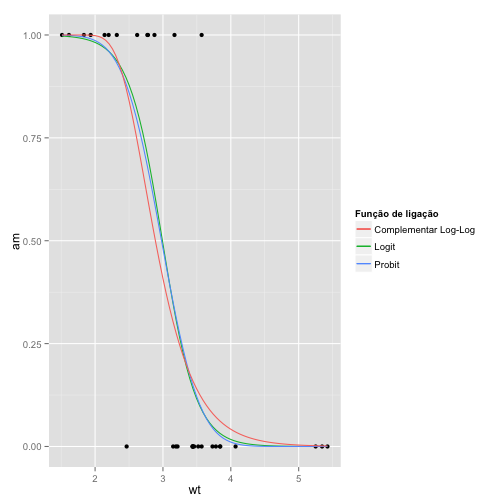 1.00
0.75
0.50
0.25
0.00
am
2
3
4
5
wt
Função de ligação
Complementar Log-Log
Logit
Probit